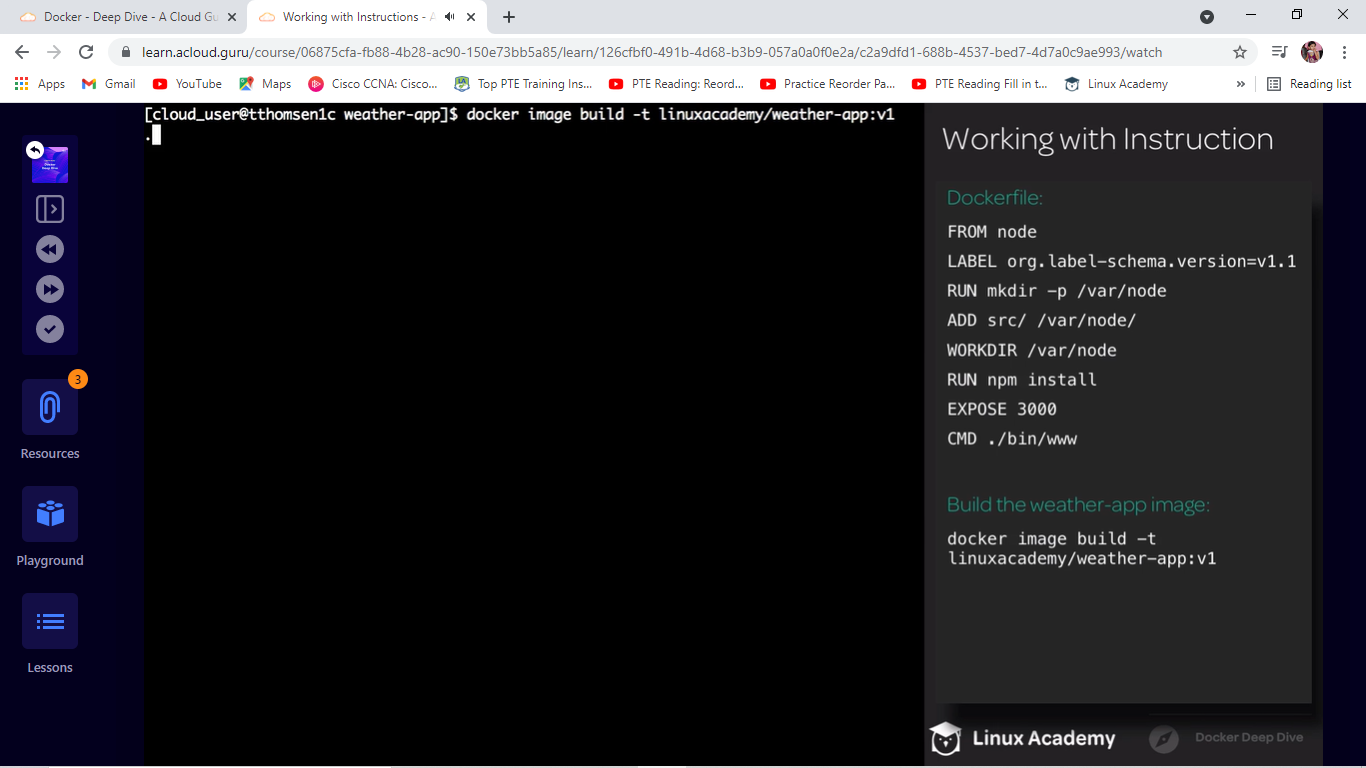 Docker - Deep Dive - A Cloud Gu
Working with Instructions - A
learn.acloud.guru/course/06875cfa-fb88-4b28-ac90-150e73bb5a85/learn/126cfbf0-491b-4d68-b3b9-057a0a0f0e2a/c2a9dfd1-688b-4537-bed7-4d7a0c9ae993/watch
Apps
Gmail
YouTube
Maps
Cisco CCNA: Cisco...
Top PTE Training Ins...
PTE Reading: Reord...
Practice Reorder Pa...
PTE Reading Fill in t...
Linux Academy
»
Reading list
[cloud_user@tthomsen1c weather-app]$ docker image build -t linuxacademy/weather-app:v1
.
3
Resources
Playground
Lessons
Working with Instruction
Dockerfile:
FROM node
LABEL org.label-schema.version=v1.1
RUN mkdir -p /var/node
ADD src/ /var/node/
WORKDIR /var/node
RUN npm install
EXPOSE 3000
CMD ./bin/www
Build the weather-app image:
docker image build -t
linuxacademy/weather-app:v1
Linux Academy
Docker Deep Dive